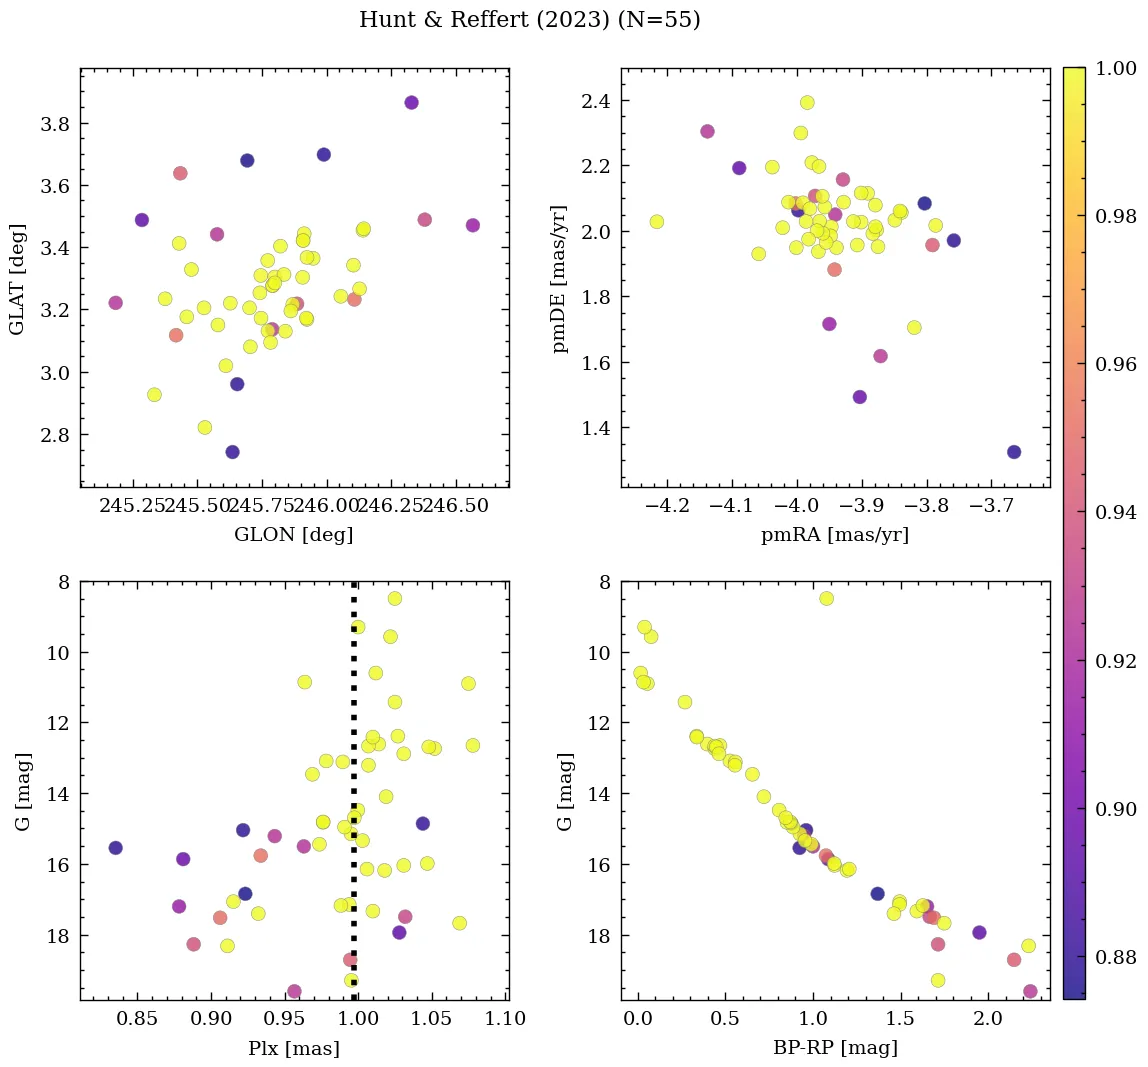 Hunt & Reffert (2023) (N=55)
3.8
3.6
3.4
3.2
3.0
2.8
GLAT [deg]
245.25 245.50 245.75 246.00 246.25 246.50
GLON [deg]
2.4
2.2
2.0
1.8
1.6
1.4
pmDE [mas/yr]
−4.2 −4.1 −4.0 −3.9 −3.8 −3.7
pmRA [mas/yr]
8
10
12
14
16
18
G [mag]
0.85 0.90 0.95 1.00 1.05 1.10
Plx [mas]
8
10
12
14
16
18
G [mag]
0.0 0.5 1.0 1.5 2.0
BP-RP [mag]
1.00
0.98
0.96
0.94
0.92
0.90
0.88